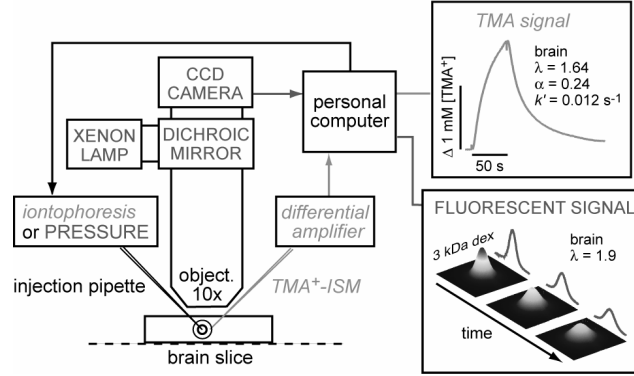 CCD
CAMERA
XENON
LAMP
DICHROIC
MIRROR
personal
computer
iontophoresis
or PRESSURE
differential
amplifier
injection pipette
object.
10x
TMA⁺-ISM
brain slice
TMA signal
brain
λ = 1.64
α = 0.24
k' = 0.012 s⁻¹
Δ 1 mM [TMA⁺]
50 s
FLUORESCENT SIGNAL
3 kDa dex
brain
λ = 1.9
time